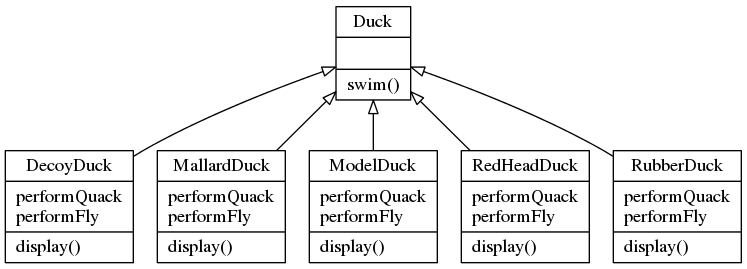 Duck
swim()
DecoyDuck
performQuack
performFly
display()
MallardDuck
performQuack
performFly
display()
ModelDuck
performQuack
performFly
display()
RedHeadDuck
performQuack
performFly
display()
RubberDuck
performQuack
performFly
display()